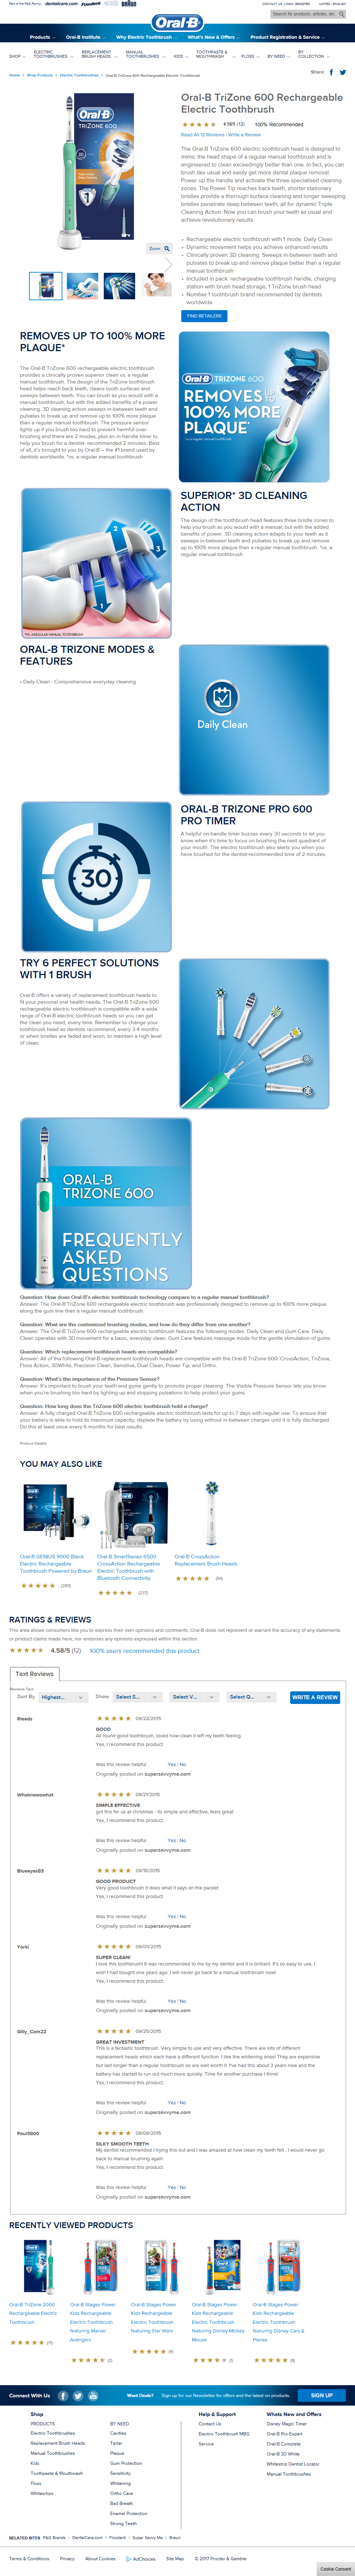 Part of the P&G Family:
dentalcare.com
Fixodent
BRAUN
CONTACT US
LOGIN
REGISTER
UNITED - ENGLISH
Search for products, articles, etc.
Oral-B
Products
Oral-B Institute
Why Electric Toothbrush
What's New & Offers
Product Registration & Service
SHOP
ELECTRIC TOOTHBRUSHES
REPLACEMENT BRUSH HEADS
MANUAL TOOTHBRUSHES
KIDS
TOOTHPASTE & MOUTHWASH
FLOSS
BY NEED
BY COLLECTION
Home > Shop Products > Electric Toothbrushes > Oral-B TriZone 600 Rechargeable Electric Toothbrush
Share:
Oral-B
TRIZONE 600
Zoom
Oral-B TriZone 600 Rechargeable
Electric Toothbrush
4.58/5 (12)
100% Recommended
Read All 12 Reviews | Write a Review
The Oral-B TriZone 600 electric toothbrush head is designed to
mimic the head shape of a regular manual toothbrush and is
engineered to clean exceedingly better than one. In fact, you can
brush like usual and easily get more dental plaque removal.
Power up the handle and activate the three specialised cleaning
zones. The Power Tip reaches back teeth, the shorter stationary
bristles provide a thorough surface cleaning and longer sweeping
bristles penetrate deep between teeth, all for dynamic Triple
Cleaning Action. Now you can brush your teeth as usual and
achieve revolutionary results.
• Rechargeable electric toothbrush with 1 mode: Daily Clean
• Dynamic movement helps you achieve enhanced results
• Clinically proven 3D cleaning: Sweeps in-between teeth and
pulsates in-between teeth and removes plaque better than a regular
manual toothbrush
• Included in pack: rechargeable toothbrush handle, charging
station with brush head storage, 1 TriZone brush head
• Number 1 toothbrush brand recommended by dentists
worldwide
FIND RETAILERS
REMOVES UP TO 100% MORE
PLAQUE*
The Oral-B TriZone 600 rechargeable electric toothbrush
provides a clinically proven superior clean vs. a regular
manual toothbrush. The design of the TriZone toothbrush
head helps reach back teeth, cleans tooth surfaces and
sweeps between teeth. You can brush as you would with a
manual toothbrush but with the added benefits of a power
cleaning. 3D cleaning action sweeps in-between teeth and
pulsates to break up and remove up to 100% more plaque
than a regular manual toothbrush. The pressure sensor
stops pulsations if you brush too hard to prevent harmful over-
brushing and there are 2 modes, plus an in-handle timer to
help you brush for a dentist-recommended 2 minutes. Best
of all, it's brought to you by Oral-B – the #1 brand used by
dentists worldwide. *vs. a regular manual toothbrush.
Oral-B TRIZONE 600
REMOVES
UP TO
100%
MORE
PLAQUE*
*vs. a regular manual toothbrush
1
2
3
*VS. A REGULAR MANUAL TOOTHBRUSH
SUPERIOR* 3D CLEANING
ACTION
The design of the toothbrush head features three bristle zones to
help you brush as you would with a manual, but with the added
benefits of power. 3D cleaning action adapts to your teeth as it
sweeps in-between teeth and pulsates to break up and remove
up to 100% more plaque than a regular manual toothbrush. *vs. a
regular manual toothbrush
ORAL-B TRIZONE MODES &
FEATURES
• Daily Clean - Comprehensive everyday cleaning
Daily Clean
30
ORAL-B TRIZONE PRO 600
PRO TIMER
A helpful on-handle timer buzzes every 30 seconds to let you
know when it's time to focus on brushing the next quadrant of
your mouth. The electric toothbrush also alerts you when you
have brushed for the dentist-recommended time of 2 minutes.
TRY 6 PERFECT SOLUTIONS
WITH 1 BRUSH
Oral-B offers a variety of replacement toothbrush heads to
fit your personal oral health needs. The Oral-B TriZone 600
rechargeable electric toothbrush is compatible with a wide
range of Oral-B electric toothbrush heads so you can get
the clean you need, every time. Remember to change your
toothbrush head as dentists recommended, every 3-4 months
or when bristles are faded and worn, to maintain a high level
of clean.
ORAL-B
TRIZONE 600
FREQUENTLY
ASKED
QUESTIONS
Question: How does Oral-B's electric toothbrush technology compare to a regular manual toothbrush?
Answer: The Oral-B TriZone 600 rechargeable electric toothbrush was professionally designed to remove up to 100% more plaque
along the gum line than a regular manual toothbrush.
Question: What are the customized brushing modes, and how do they differ from one another?
Answer: The Oral-B TriZone 600 rechargeable electric toothbrush features the following modes: Daily Clean and Gum Care. Daily
Clean operates with 3D motions for a basic, everyday clean. Gum Care features massage motions for the gentle stimulation of gums.
Question: Which replacement toothbrush heads are compatible?
Answer: All of the following Oral-B replacement toothbrush heads are compatible with the Oral-B TriZone 600: CrossAction, TriZone,
Floss Action, 3DWhite, Precision Clean, Sensitive, Dual Clean, Power Tip, and Ortho.
Question: What's the importance of the Pressure Sensor?
Answer: It's important to brush your teeth and gums gently to promote proper cleaning. The Visible Pressure Sensor lets you know
when you're brushing too hard by lighting up and stopping pulsations to help protect your gums.
Question: How long does the TriZone 600 electric toothbrush hold a charge?
Answer: A fully charged Oral-B TriZone 600 rechargeable electric toothbrush lasts for up to 7 days with regular use. To ensure that
your battery is able to hold its maximum capacity, please deplete the battery by using without in-between charges until it is fully discharged.
Do this at least once every 6 months.
Product Details
YOU MAY ALSO LIKE
Oral-B GENIUS 9000 Black
Electric Rechargeable
Toothbrush Powered by Braun
(283)
Oral-B SmartSeries 6500
CrossAction Rechargeable
Electric Toothbrush with
Bluetooth Connectivity
(237)
Oral-B CrossAction
Replacement Brush Heads
(64)
RATINGS & REVIEWS
This area allows consumers like you to express their own opinions and comments. Oral-B does not represent or warrant the accuracy of any statements
or product claims made here, nor endorses any opinions expressed within this section.
4.58/5 (12)
100% users recommended this product
Text Reviews
Reviews Text
Sort By
Highest...
Show
Select S...
Select V...
Select G...
WRITE A REVIEW
Rleeds
09/22/2015
GOOD
All round good toothbrush, loved how clean it left my teeth feeling.
Yes, I recommend this product.
Was this review helpful
Yes | No
Originally posted on supersavvyme.com
Whoknowswhat
09/21/2015
SIMPLE EFFECTIVE
got this for us at christmas - its simple and effective, feels great
Yes, I recommend this product.
Was this review helpful
Yes | No
Originally posted on supersavvyme.com
Blueeyes83
09/18/2015
GOOD PRODUCT
Very good toothbrush it does what it says on the packet
Yes, I recommend this product.
Was this review helpful
Yes | No
Originally posted on supersavvyme.com
Yorki
09/03/2015
SUPER CLEAN!
I love this toothbrush! It was recommended to me by my dentist and it is brilliant. It is so easy to use, i
wish I had bought one years ago. I will never go back to a manual toothbrush now!
Yes, I recommend this product.
Was this review helpful
Yes | No
Originally posted on supersavvyme.com
Gilly_Cam22
09/25/2015
GREAT INVESTMENT
This is a fantastic toothbrush. Very simple to use and very effective. There are lots of different
replacement heads which each have a different function. I like the whitening ones! They are expensive
but last longer than a regular toothbrush so are well worth it. I've had this about 3 years now and the
battery has started to run out much more quickly. Time for another purchase I think!
Yes, I recommend this product.
Was this review helpful
Yes | No
Originally posted on supersavvyme.com
Paul3800
09/08/2015
SILKY SMOOTH TEETH
My dentist recommended I trying this out and I was amazed at how clean my teeth felt , I would never go
back to manual brushing again.
Yes, I recommend this product.
Was this review helpful
Yes | No
Originally posted on supersavvyme.com
RECENTLY VIEWED PRODUCTS
Oral-B TriZone 2000
Rechargeable Electric
Toothbrush
Oral-B Stages Power
Kids Rechargeable
Electric Toothbrush
featuring Marvel
Avengers
Oral-B Stages Power
Kids Rechargeable
Electric Toothbrush
featuring Star Wars
Oral-B Stages Power
Kids Rechargeable
Electric Toothbrush
featuring Disney Mickey
Mouse
Oral-B Stages Power
Kids Rechargeable
Electric Toothbrush
featuring Disney Cars &
Planes
Connect With Us
Want Deals?
Sign up for our Newsletter for offers and the latest on products.
SIGN UP
Shop
PRODUCTS
Electric Toothbrushes
Replacement Brush Heads
Manual Toothbrushes
Kids
Toothpaste & Mouthwash
Floss
Whitestrips
BY NEED
Cavities
Tartar
Plaque
Gum Protection
Sensitivity
Whitening
Ortho Care
Bad Breath
Enamel Protection
Strong Teeth
Help & Support
Contact Us
Electric Toothbrush MBG
Service
Whats New and Offers
Disney Magic Timer
Oral-B Pro-Expert
Oral-B Complete
Oral-B 3D White
Whitestrip Dentist Locator
Manual Toothbrushes
RELATED SITES
P&G Brands | DentalCare.com | Fixodent | Super Savvy Me | Braun
Terms & Conditions
Privacy
About Cookies
AdChoices
Site Map
© 2017 Procter & Gamble
Cookie Consent